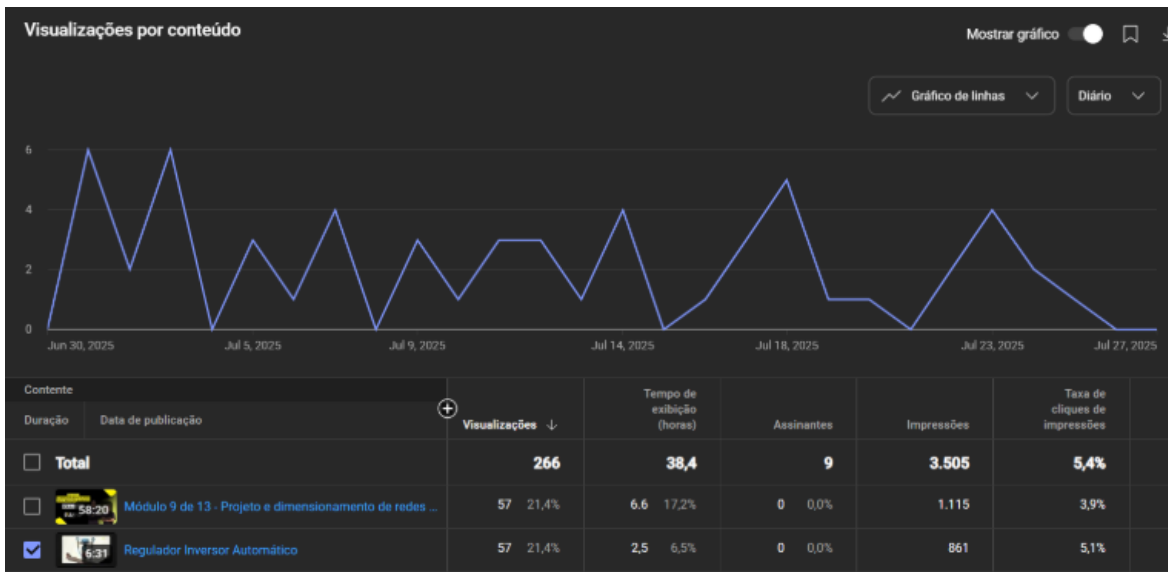 Visualizações por conteúdo
Mostrar gráfico
Gráfico de linhas
Diário
6
4
2
0
Jun 30, 2025 Jul 5, 2025 Jul 9, 2025 Jul 14, 2025 Jul 18, 2025 Jul 23, 2025 Jul 27, 2025
Contente
Duração Data de publicação
Visualizações ↓
Tempo de
exibição
(horas)
Assinantes
Impressões
Taxa de
cliques de
impressões
Total 266 38,4 9 3.505 5,4%
58:20 Módulo 9 de 13 - Projeto e dimensionamento de redes ... 57 21,4% 6.6 17,2% 0 0,0% 1.115 3,9%
6:31 Regulador Inversor Automático 57 21,4% 2,5 6,5% 0 0,0% 861 5,1%